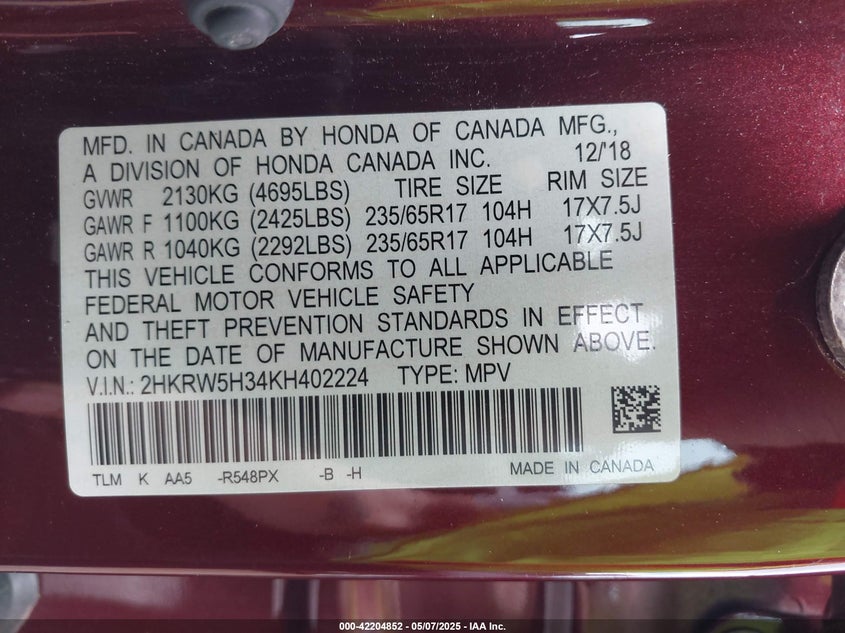 MFD. IN CANADA BY HONDA OF CANADA MFG.,
A DIVISION OF HONDA CANADA INC. 12/'18
GVWR 2130KG (4695LBS) TIRE SIZE RIM SIZE
GAWR F 1100KG (2425LBS) 235/65R17 104H 17X7.5J
GAWR R 1040KG (2292LBS) 235/65R17 104H 17X7.5J
THIS VEHICLE CONFORMS TO ALL APPLICABLE
FEDERAL MOTOR VEHICLE SAFETY
AND THEFT PREVENTION STANDARDS IN EFFECT
ON THE DATE OF MANUFACTURE SHOWN ABOVE.
V.I.N.: 2HKRW5H34KH402224 TYPE: MPV
TLM K AA5 -R548PX -B -H MADE IN CANADA
000-42204852 - 05/07/2025 - IAA Inc.